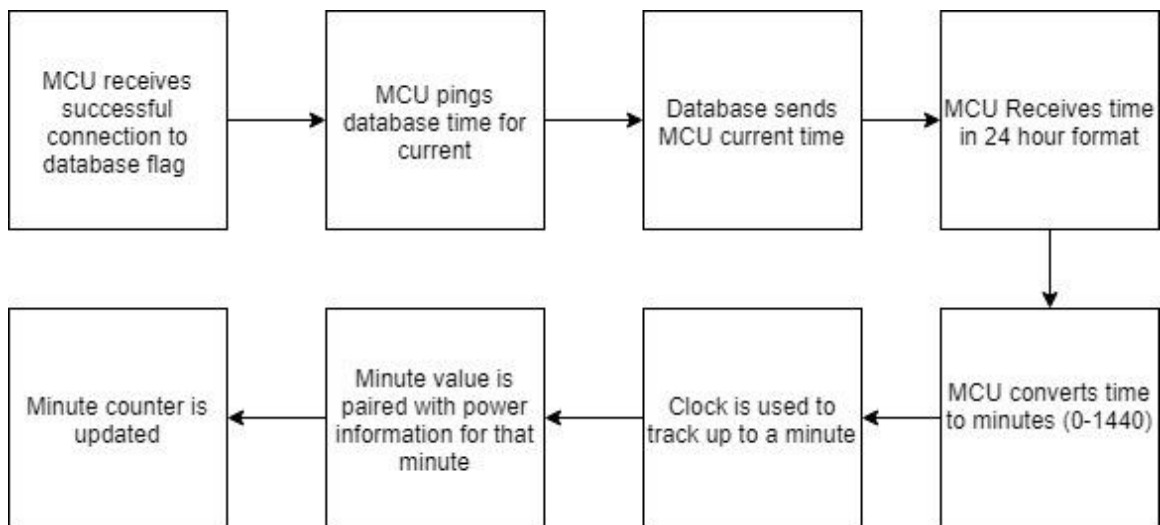 MCU receives
successful
connection to
database flag
MCU pings
database time for
current
Database sends
MCU current time
MCU Receives time
in 24 hour format
MCU converts time
to minutes (0-1440)
Clock is used to
track up to a minute
Minute value is
paired with power
information for that
minute
Minute counter is
updated